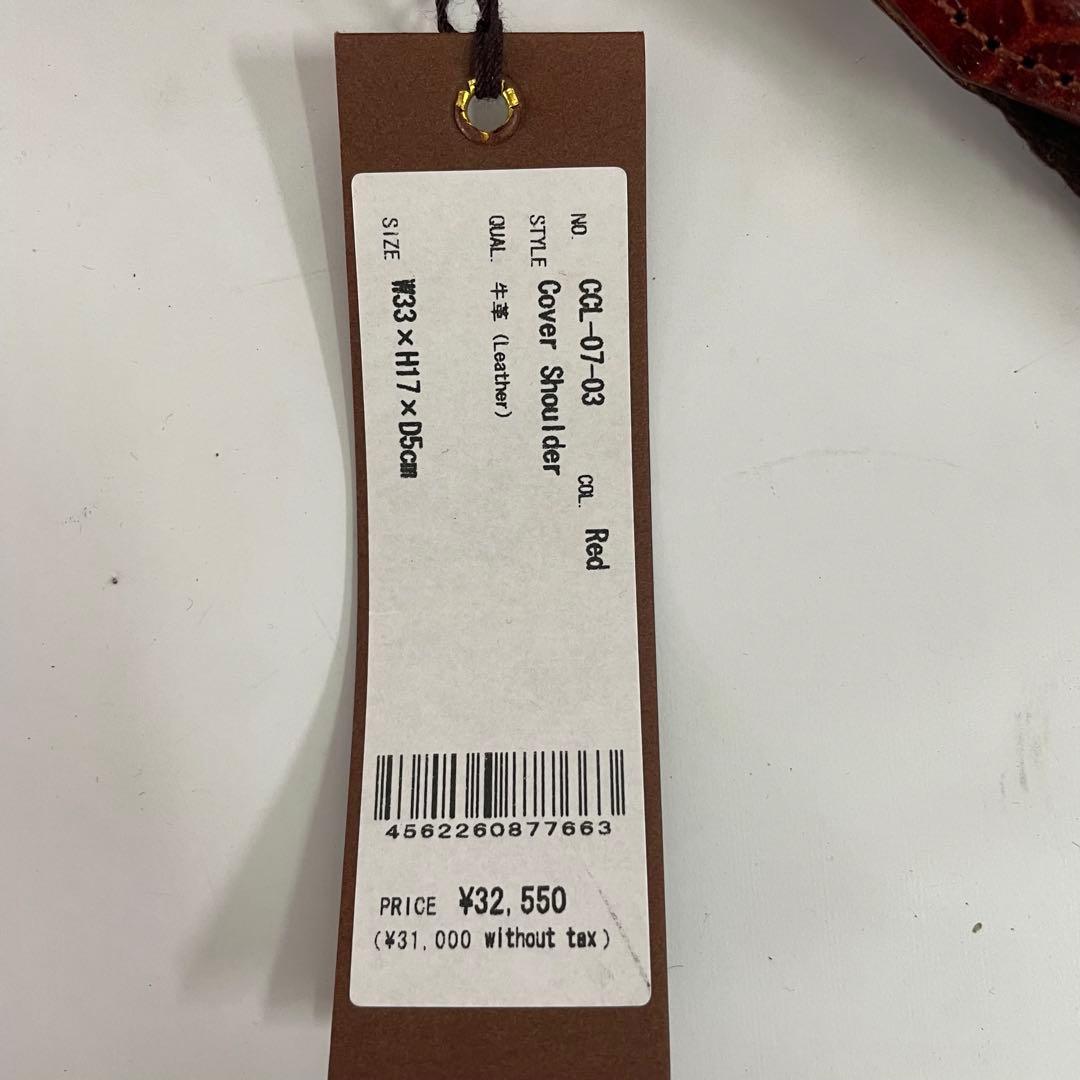 NO. CCL-07-03 COL. Red
STYLE Cover Shoulder
QUAL. 牛革 (Leather)
SIZE W33×H17×D5cm
4562260877663
PRICE ¥32,550
(¥31,000 without tax)